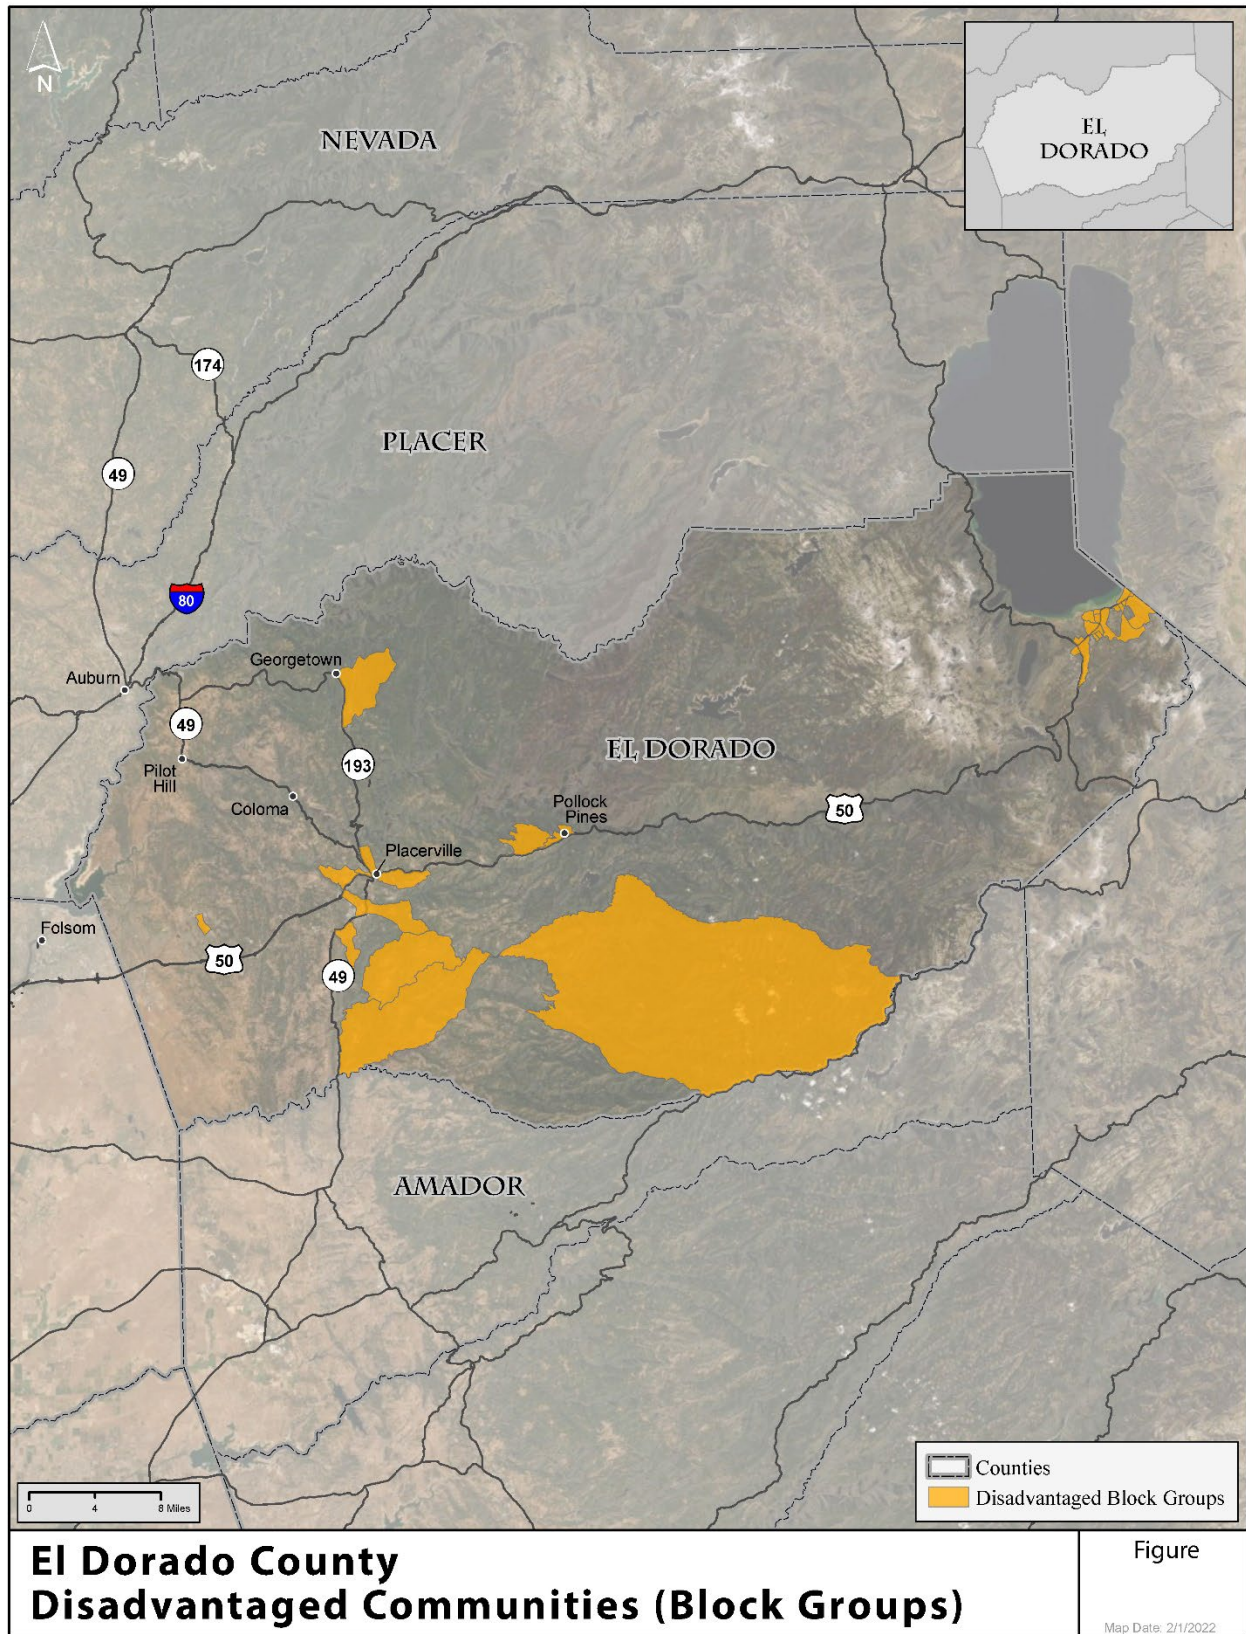 N
NEVADA
EL
DORADO
174
PLACER
49
80
Georgetown
Auburn
49
EL DORADO
193
Pilot
Hill
Coloma
Pollock
Pines
50
Placerville
Folsom
50
49
AMADOR
Counties
Disadvantaged Block Groups
0 4 8 Miles
El Dorado County
Disadvantaged Communities (Block Groups)
Figure
Map Date: 2/1/2022